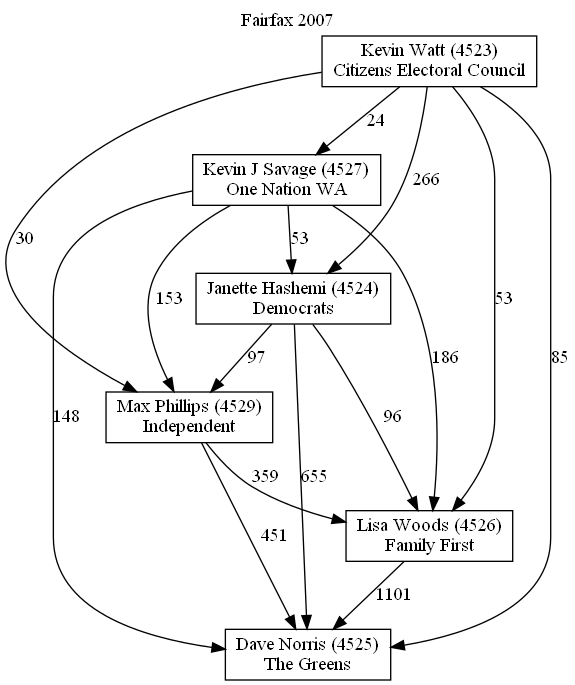 Fairfax 2007
Kevin Watt (4523)
Citizens Electoral Council
24
Kevin J Savage (4527)
One Nation WA
266
30
53
153
53
Janette Hashemi (4524)
Democrats
97
186
85
Max Phillips (4529)
Independent
148
96
359
655
451
Lisa Woods (4526)
Family First
1101
Dave Norris (4525)
The Greens